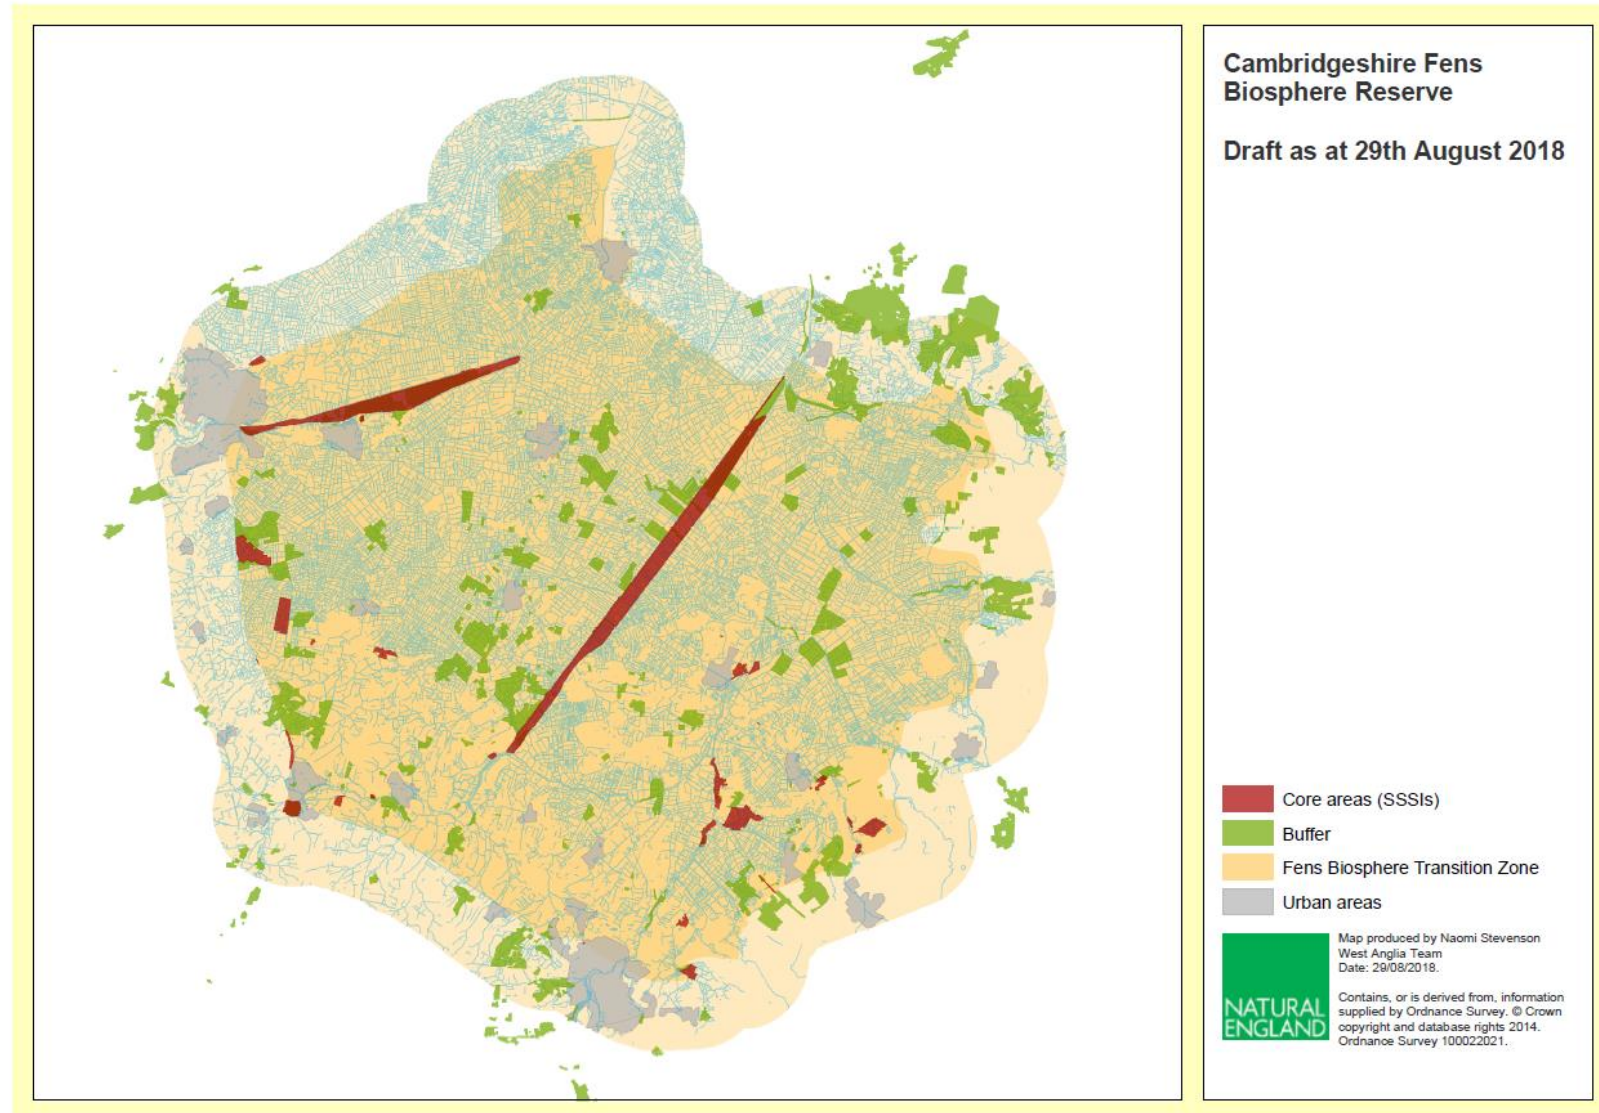 Cambridgeshire Fens
Biosphere Reserve
Draft as at 29th August 2018
Core areas (SSSIs)
Buffer
Fens Biosphere Transition Zone
Urban areas
NATURAL
ENGLAND
Map produced by Naomi Stevenson
West Anglia Team
Date: 29/08/2018.
Contains, or is derived from, information
supplied by Ordnance Survey. © Crown
copyright and database rights 2014.
Ordnance Survey 100022021.